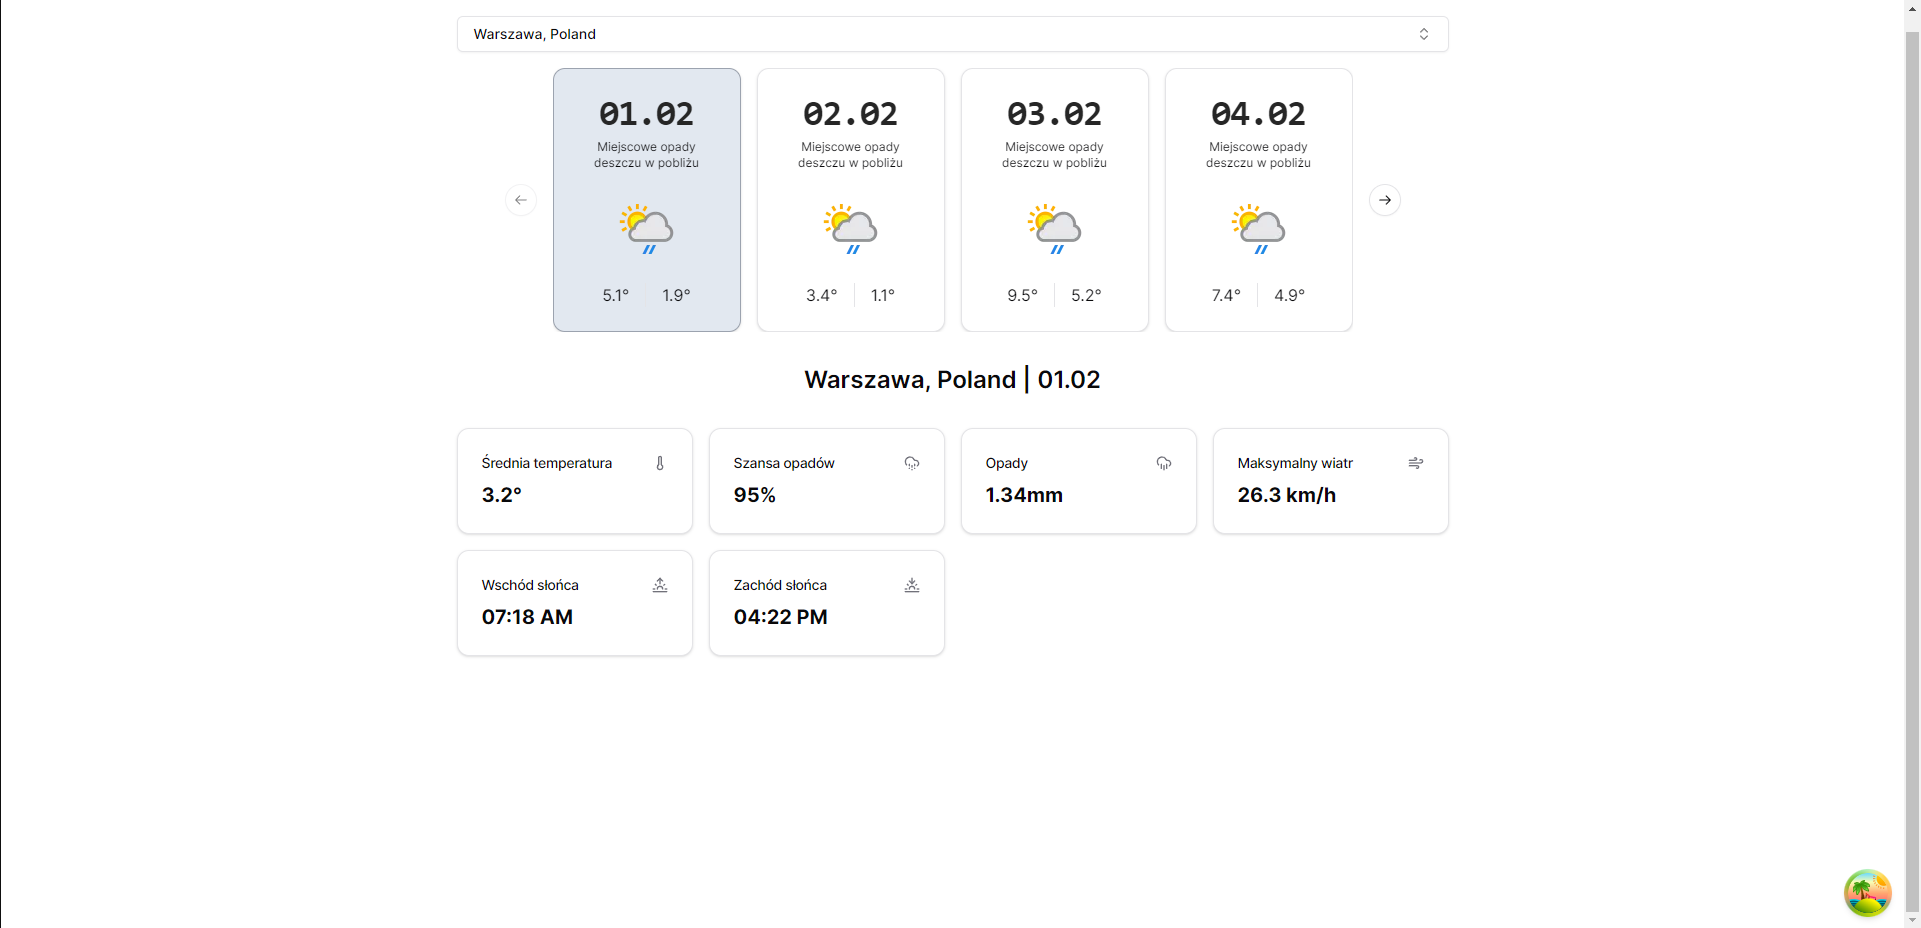 Warszawa, Poland
01.02
Miejscowe opady
deszczu w pobliżu
5.1° 1.9°
02.02
Miejscowe opady
deszczu w pobliżu
3.4° 1.1°
03.02
Miejscowe opady
deszczu w pobliżu
9.5° 5.2°
04.02
Miejscowe opady
deszczu w pobliżu
7.4° 4.9°
Warszawa, Poland | 01.02
Średnia temperatura
3.2°
Szansa opadów
95%
Opady
1.34mm
Maksymalny wiatr
26.3 km/h
Wschód słońca
07:18 AM
Zachód słońca
04:22 PM